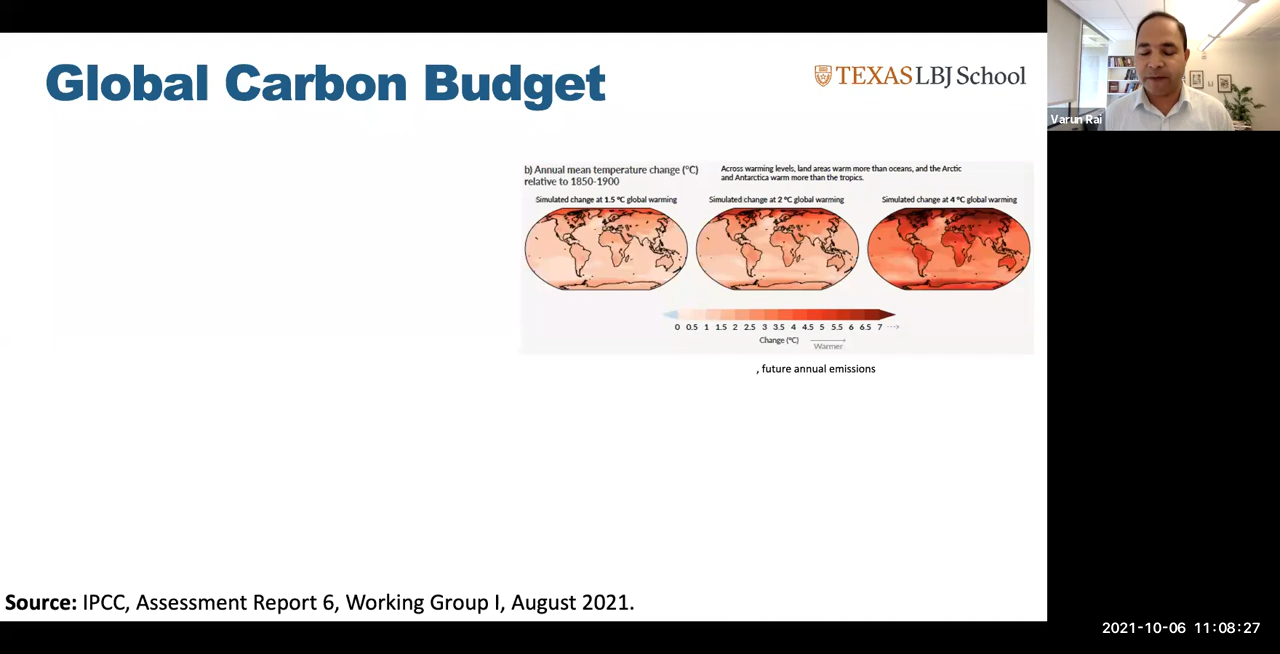 Global Carbon Budget
TEXAS LBJ School
Varun Rai
b) Annual mean temperature change (°C)
relative to 1850-1900
Across warming levels, land areas warm more than oceans, and the Arctic
and Antarctica warm more than the tropics.
Simulated change at 1.5 °C global warming
Simulated change at 2 °C global warming
Simulated change at 4 °C global warming
0 0.5 1 1.5 2 2.5 3 3.5 4 4.5 5 5.5 6 6.5 7
Change (°C)
Warmer
, future annual emissions
Source: IPCC, Assessment Report 6, Working Group I, August 2021.
2021-10-06 11:08:27